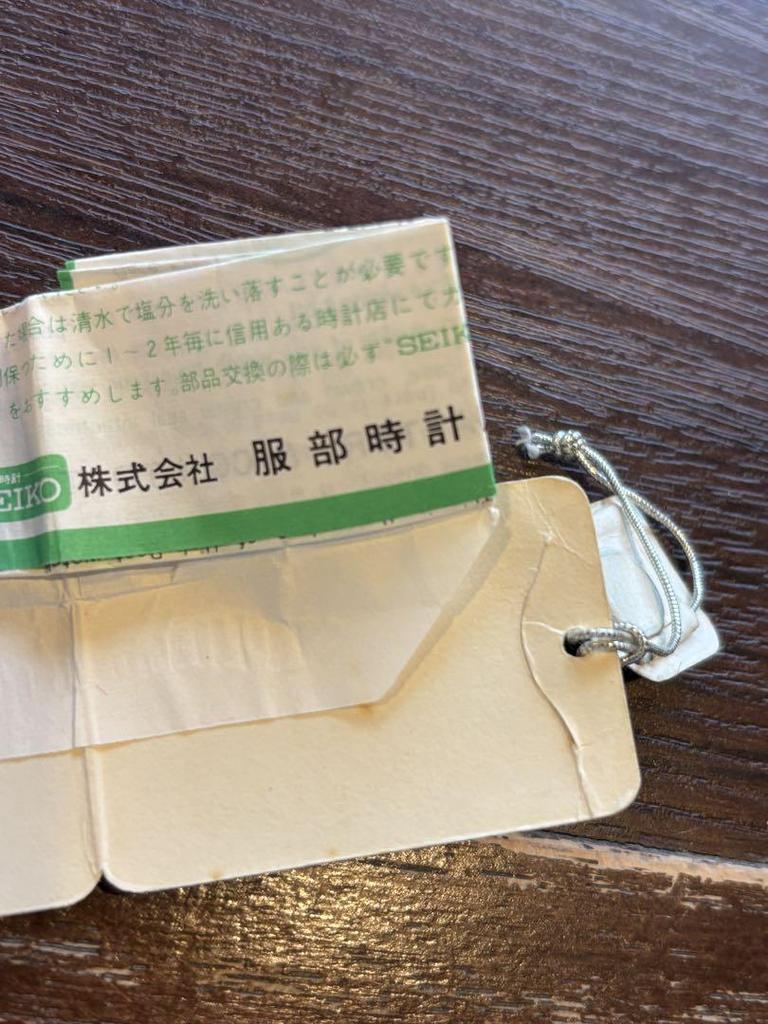 た場合は清水で塩分を洗い落すことが必要です
保つために1～2年毎に信用ある時計店にて
をおすすめします。部品交換の際は必ず"SEIK
時計
SEIKO 株式会社 服部時計